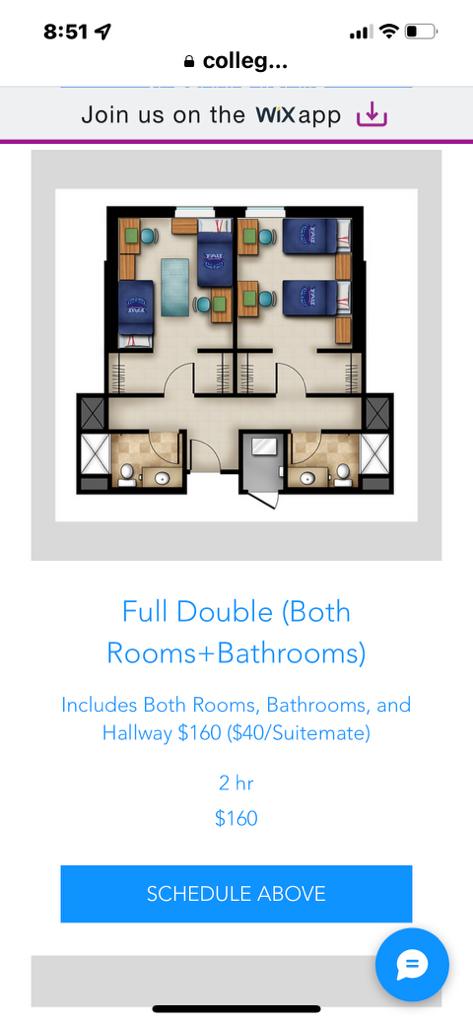 8:51
colleg...
Join us on the WiX app
Full Double (Both
Rooms+Bathrooms)
Includes Both Rooms, Bathrooms, and
Hallway $160 ($40/Suitemate)
2 hr
$160
SCHEDULE ABOVE